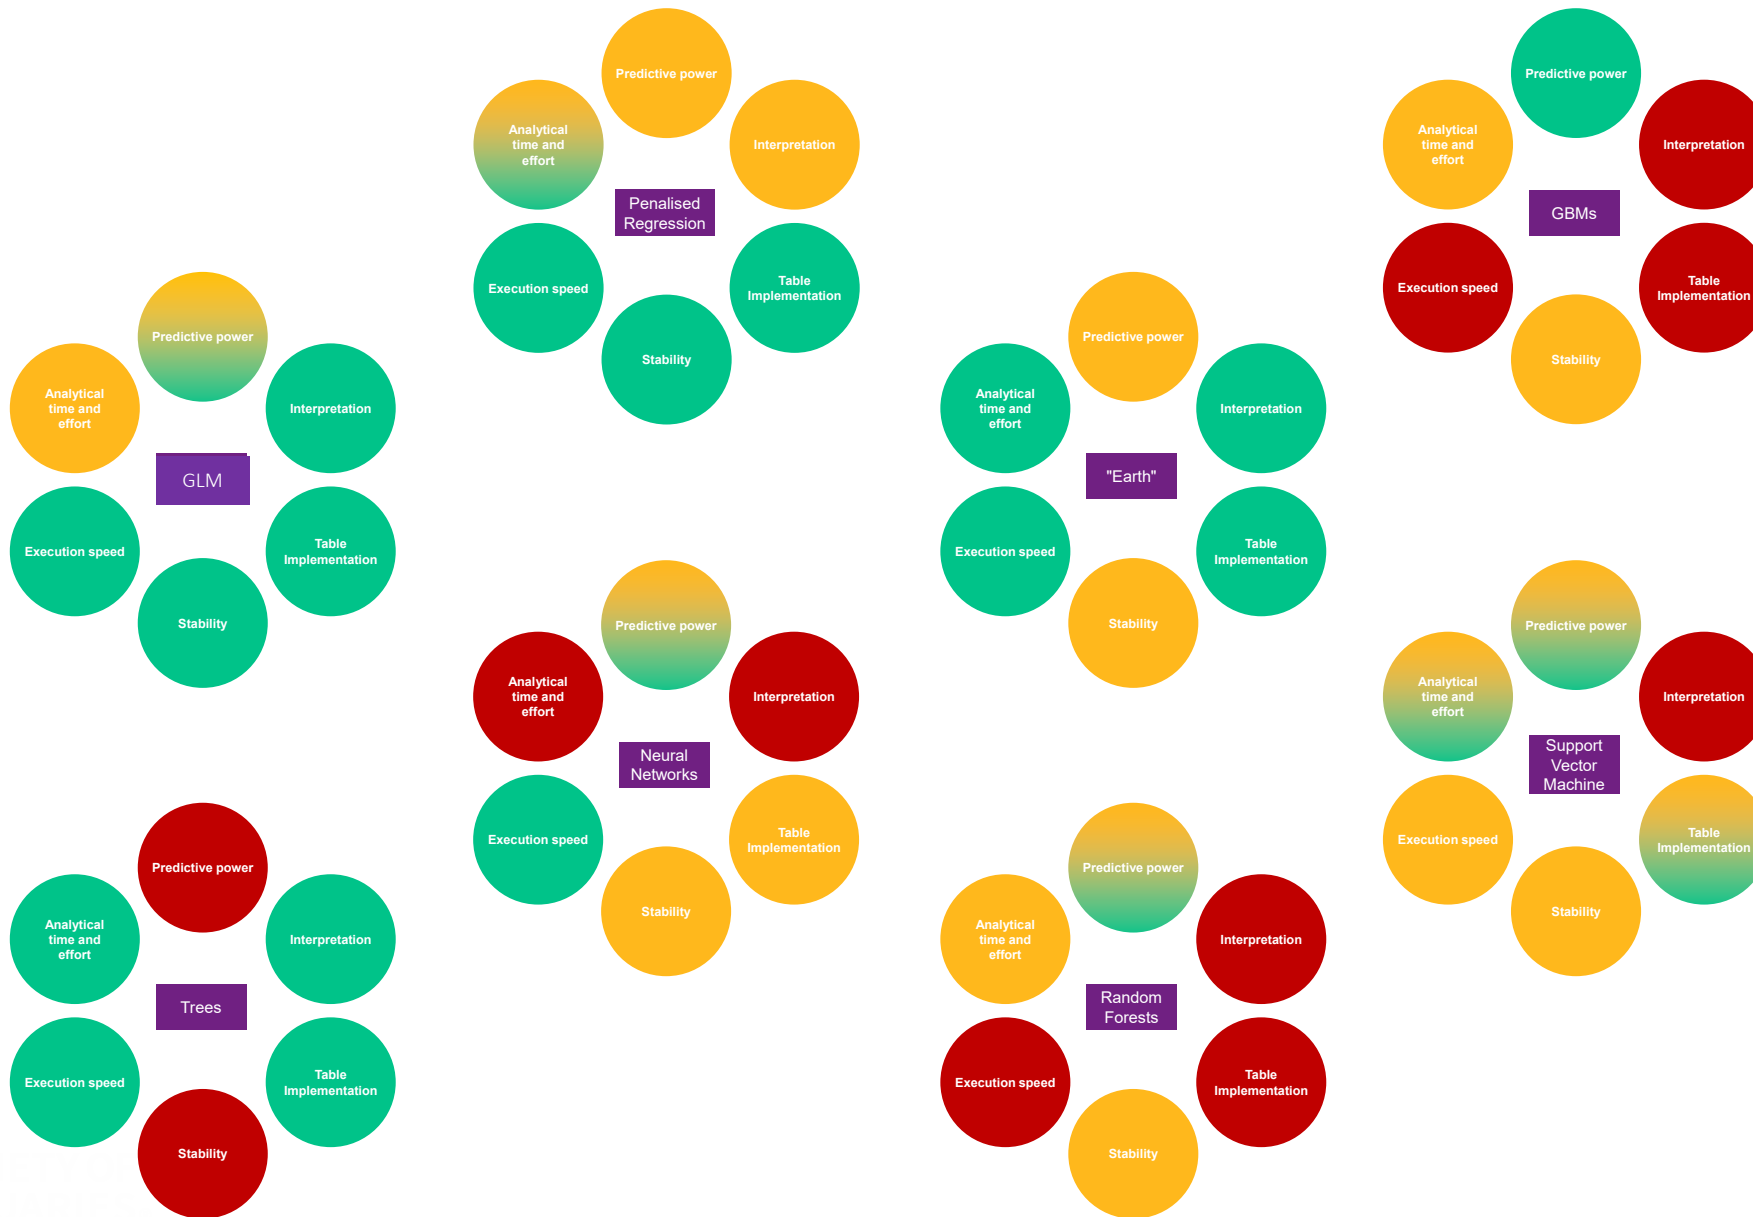 Predictive power
Analytical
time and
effort
Interpretation
Penalised
Regression
Execution speed
Table
Implementation
Stability
Predictive power
Analytical
time and
effort
Interpretation
GBMs
Execution speed
Table
Implementation
Stability
Predictive power
Analytical
time and
effort
Interpretation
GLM
Execution speed
Table
Implementation
Stability
Predictive power
Analytical
time and
effort
Interpretation
"Earth"
Execution speed
Table
Implementation
Stability
Predictive power
Analytical
time and
effort
Interpretation
Neural
Networks
Execution speed
Table
Implementation
Stability
Predictive power
Analytical
time and
effort
Interpretation
Support
Vector
Machine
Execution speed
Table
Implementation
Stability
Predictive power
Analytical
time and
effort
Interpretation
Trees
Execution speed
Table
Implementation
Stability
Predictive power
Analytical
time and
effort
Interpretation
Random
Forests
Execution speed
Table
Implementation
Stability